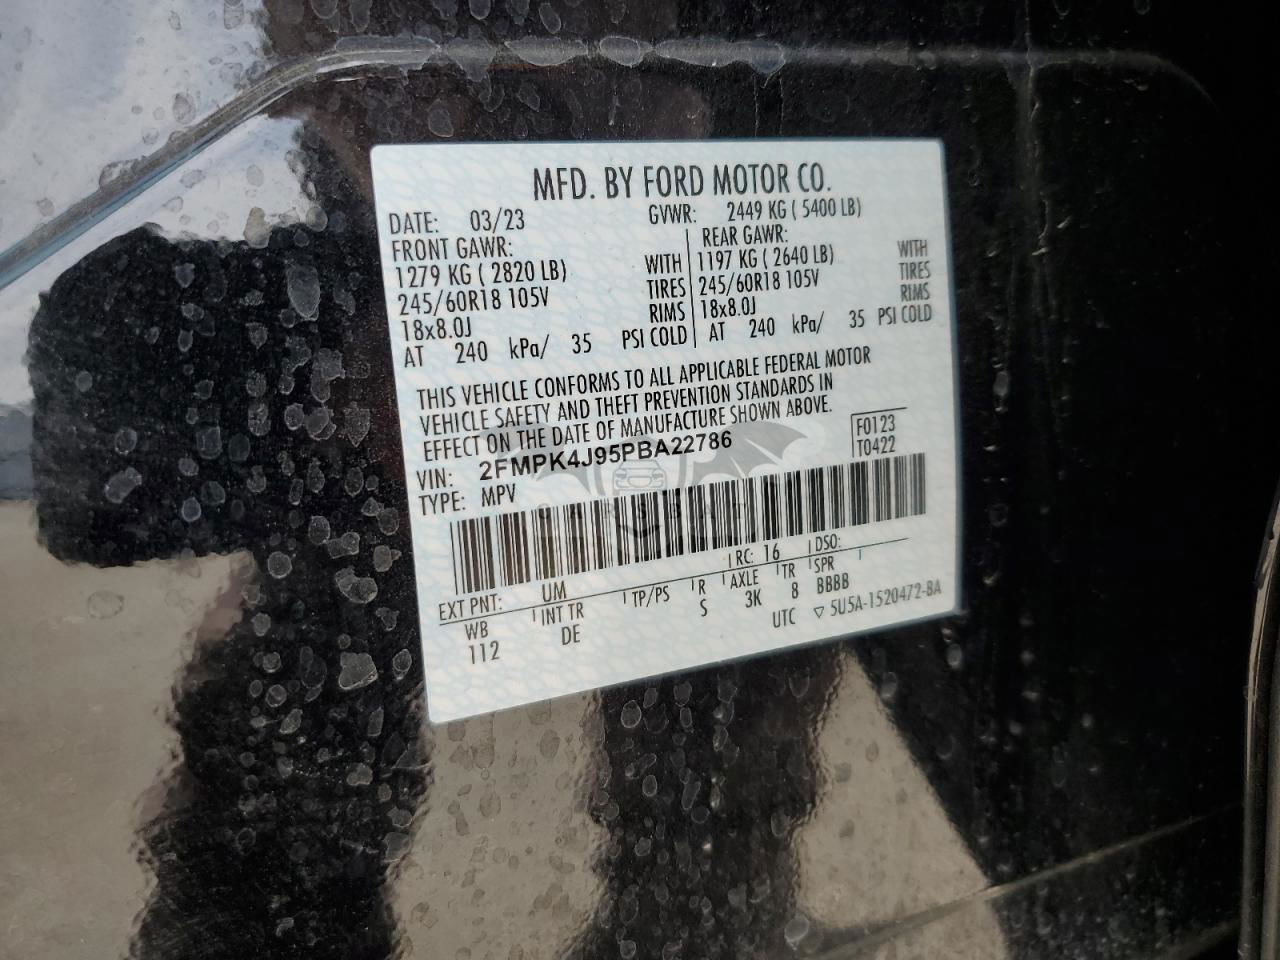 MFD. BY FORD MOTOR CO.
DATE: 03/23 GVWR: 2449 KG ( 5400 LB)
FRONT GAWR: REAR GAWR:
1279 KG ( 2820 LB) WITH 1197 KG ( 2640 LB) WITH
245/60R18 105V TIRES 245/60R18 105V TIRES
18x8.0J RIMS 18x8.0J RIMS
AT 240 kPa/ 35 PSI COLD AT 240 kPa/ 35 PSI COLD
THIS VEHICLE CONFORMS TO ALL APPLICABLE FEDERAL MOTOR
VEHICLE SAFETY AND THEFT PREVENTION STANDARDS IN
EFFECT ON THE DATE OF MANUFACTURE SHOWN ABOVE.
VIN: 2FMPK4J95PBA22786 F0123
TYPE: MPV T0422
EXT PNT: UM RC: 16 DSO:
WB INT TR TP/PS R AXLE TR SPR
112 DE S 3K 8 BBBB
UTC ▽ 5U5A-1520472-BA